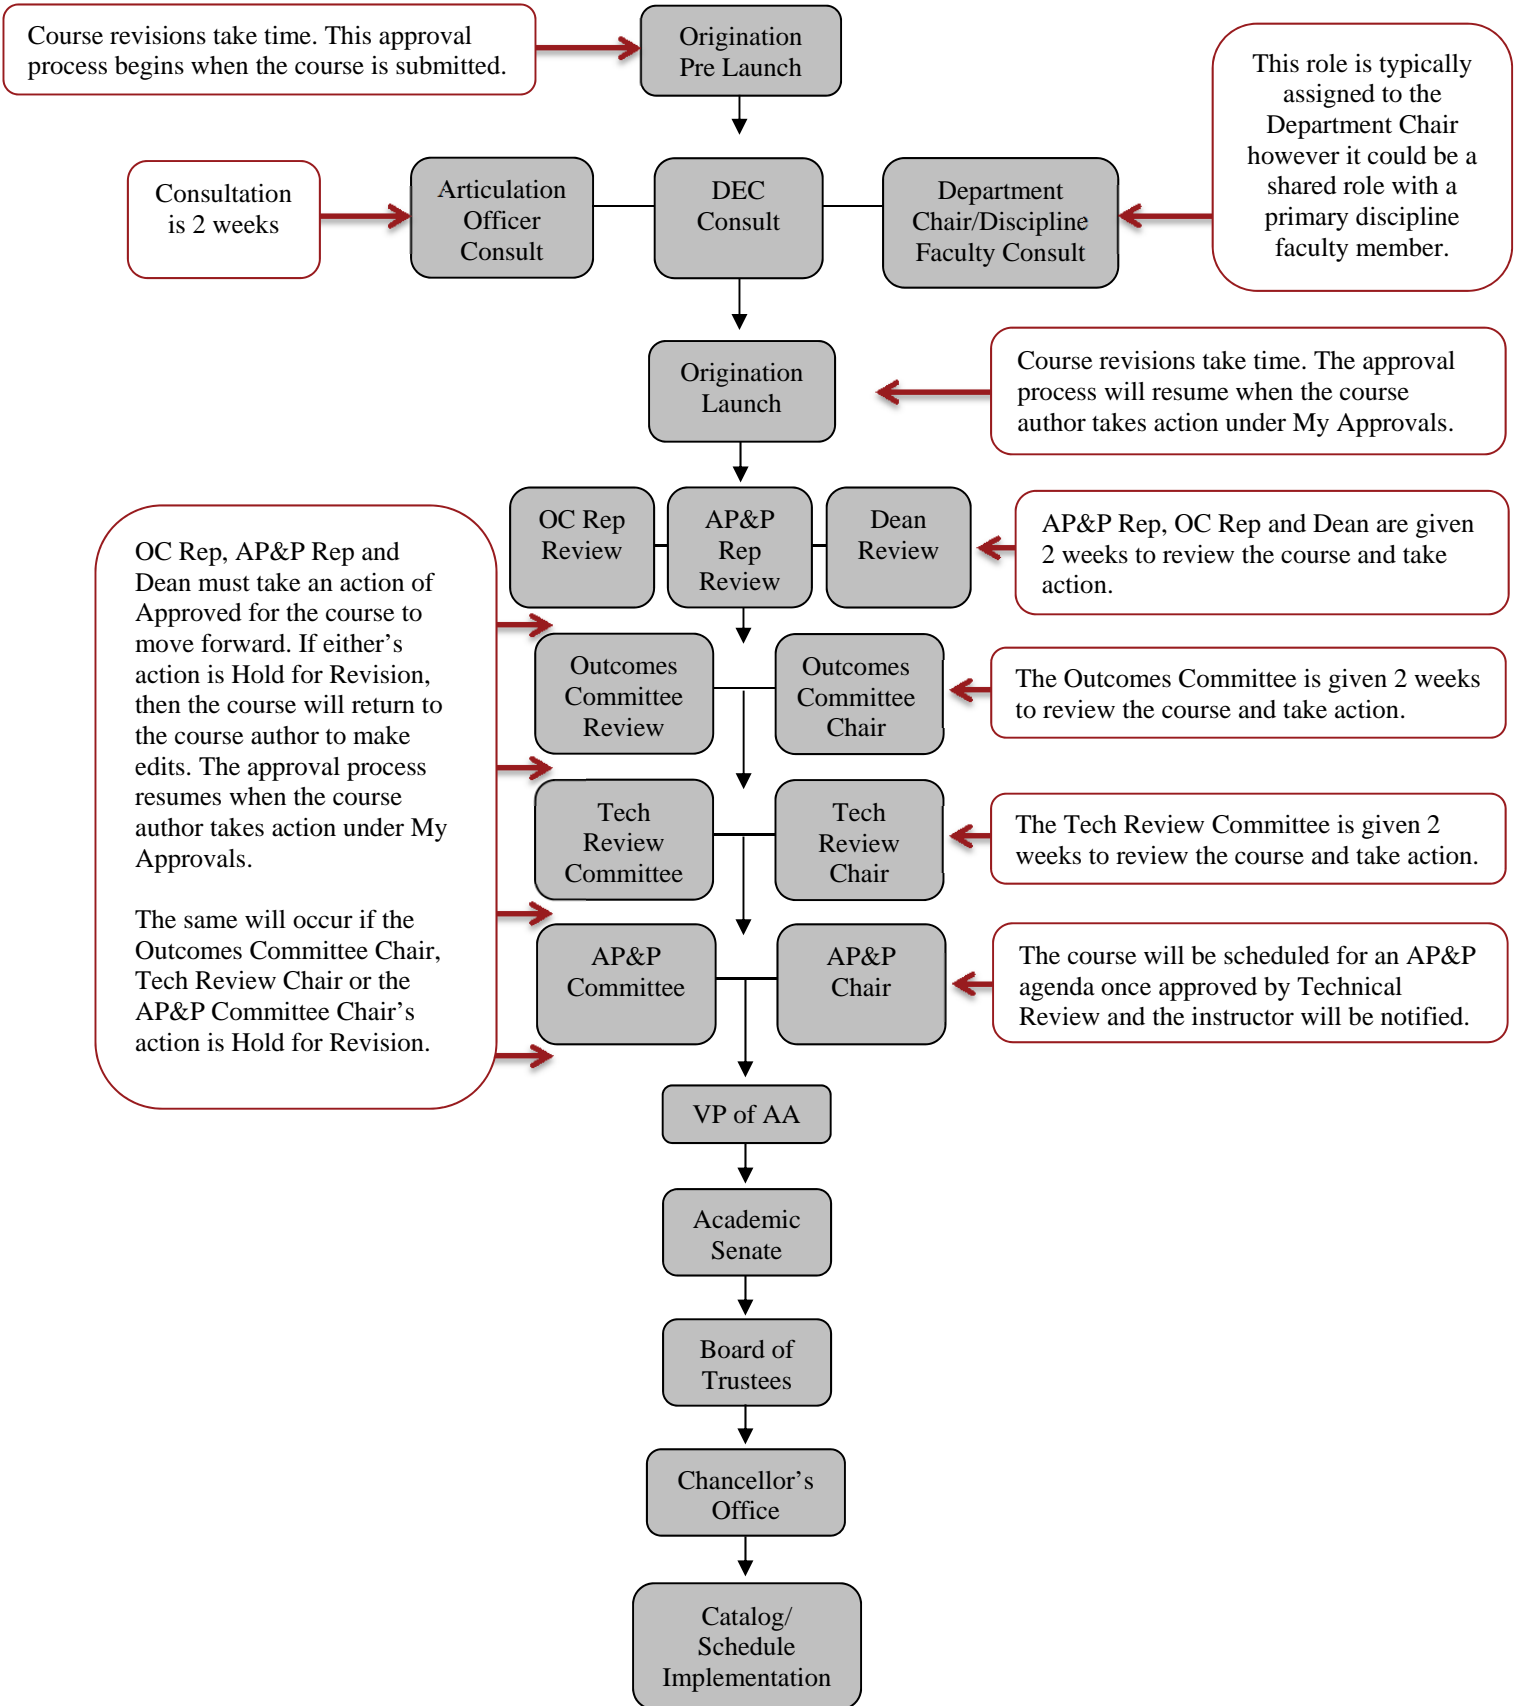 Course revisions take time. This approval
process begins when the course is submitted.
Origination
Pre Launch
This role is typically
assigned to the
Department Chair
however it could be a
shared role with a
primary discipline
faculty member.
Consultation
is 2 weeks
Articulation
Officer
Consult
DEC
Consult
Department
Chair/Discipline
Faculty Consult
Origination
Launch
Course revisions take time. The approval
process will resume when the course
author takes action under My Approvals.
OC Rep
Review
AP&P
Rep
Review
Dean
Review
AP&P Rep, OC Rep and Dean are given
2 weeks to review the course and take
action.
OC Rep, AP&P Rep and
Dean must take an action of
Approved for the course to
move forward. If either’s
action is Hold for Revision,
then the course will return to
the course author to make
edits. The approval process
resumes when the course
author takes action under My
Approvals.
The same will occur if the
Outcomes Committee Chair,
Tech Review Chair or the
AP&P Committee Chair’s
action is Hold for Revision.
Outcomes
Committee
Review
Outcomes
Committee
Chair
The Outcomes Committee is given 2 weeks
to review the course and take action.
Tech
Review
Committee
Tech
Review
Chair
The Tech Review Committee is given 2
weeks to review the course and take action.
AP&P
Committee
AP&P
Chair
The course will be scheduled for an AP&P
agenda once approved by Technical
Review and the instructor will be notified.
VP of AA
Academic
Senate
Board of
Trustees
Chancellor’s
Office
Catalog/
Schedule
Implementation